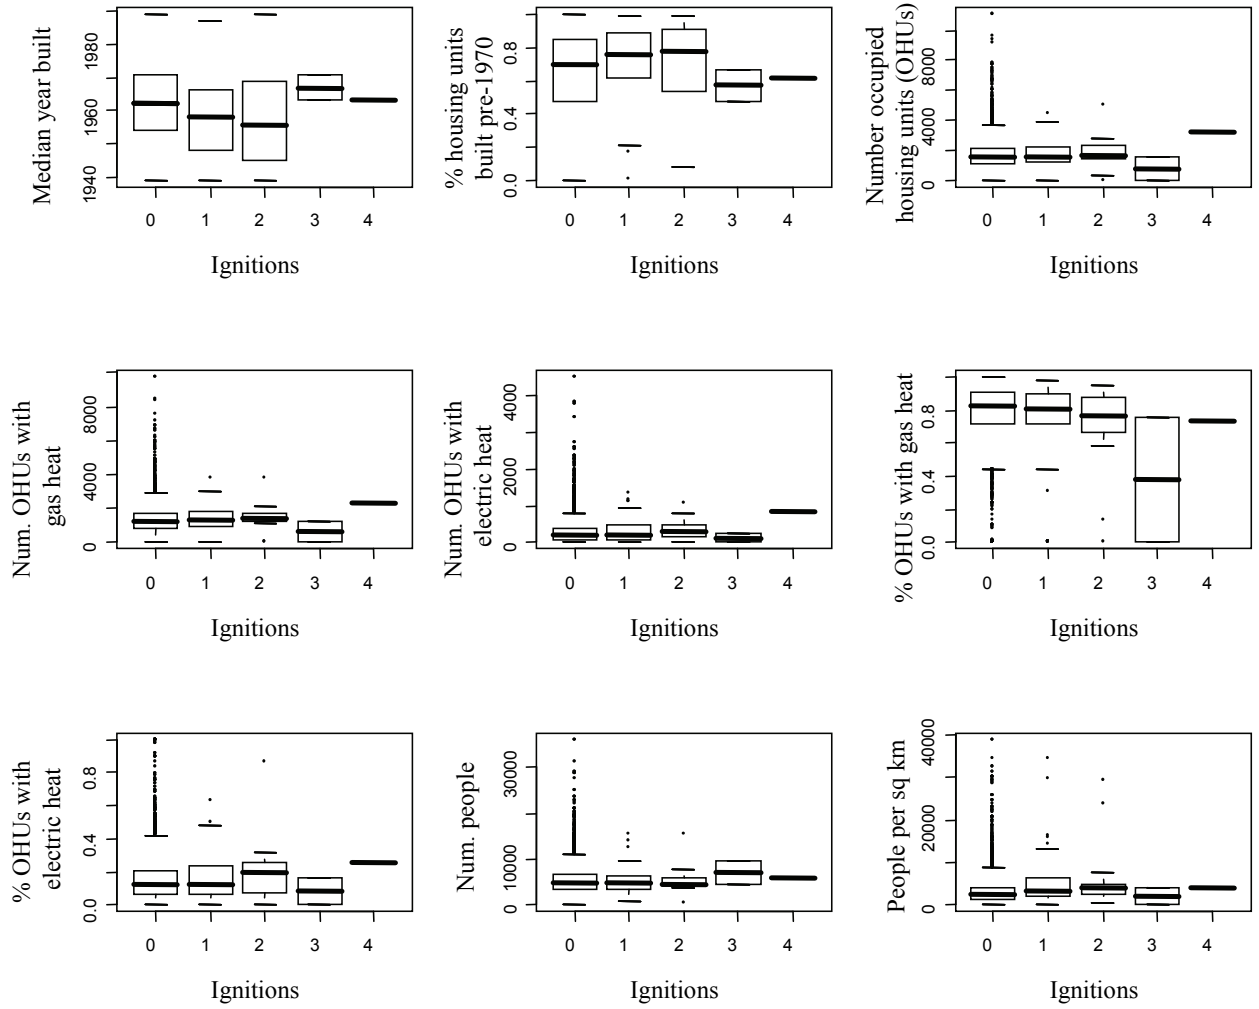 Median year built
1940
1960
1980
0 1 2 3 4
Ignitions
% housing units
built pre-1970
0.0
0.4
0.8
0 1 2 3 4
Ignitions
Number occupied
housing units (OHUs)
0
4000
8000
0 1 2 3 4
Ignitions
Num. OHUs with
gas heat
0
4000
8000
0 1 2 3 4
Ignitions
Num. OHUs with
electric heat
0
2000
4000
0 1 2 3 4
Ignitions
% OHUs with gas heat
0.0
0.4
0.8
0 1 2 3 4
Ignitions
% OHUs with
electric heat
0.0
0.4
0.8
0 1 2 3 4
Ignitions
Num. people
0
10000
30000
0 1 2 3 4
Ignitions
People per sq km
0
20000
40000
0 1 2 3 4
Ignitions